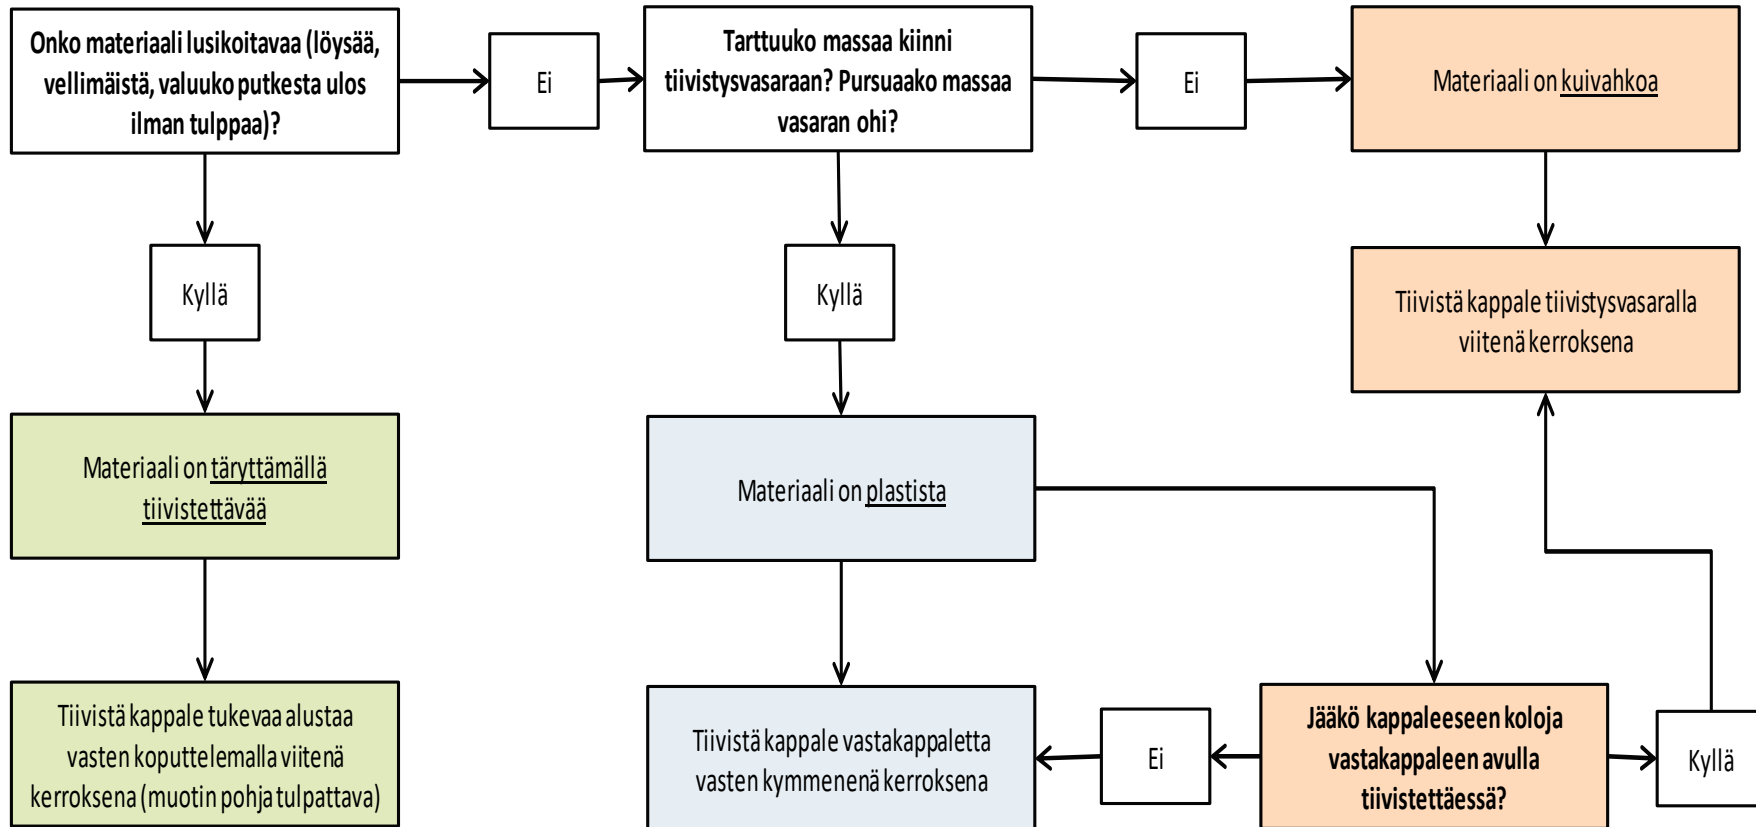 Onko materiaali lusikoitavaa (löysää,
vellimäistä, valuuko putkesta ulos
ilman tulppaa)?
Ei
Tarttuuko massaa kiinni
tiivistysvasaraan? Pursuaako massaa
vasaran ohi?
Ei
Materiaali on kuivahkoa
Kyllä
Kyllä
Tiivistä kappale tiivistysvasaralla
viitenä kerroksena
Materiaali on täryttämällä
tiivistettävää
Materiaali on plastista
Tiivistä kappale tukevaa alustaa
vasten koputtelemalla viitenä
kerroksena (muotin pohja tulpattava)
Tiivistä kappale vastakappaletta
vasten kymmenenä kerroksena
Ei
Jääkö kappaleeseen koloja
vastakappaleen avulla
tiivistettäessä?
Kyllä